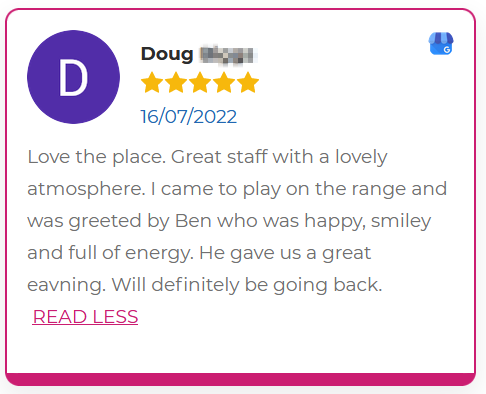 D
Doug
16/07/2022
Love the place. Great staff with a lovely
atmosphere. I came to play on the range and
was greeted by Ben who was happy, smiley
and full of energy. He gave us a great
eavning. Will definitely be going back.
READ LESS
G